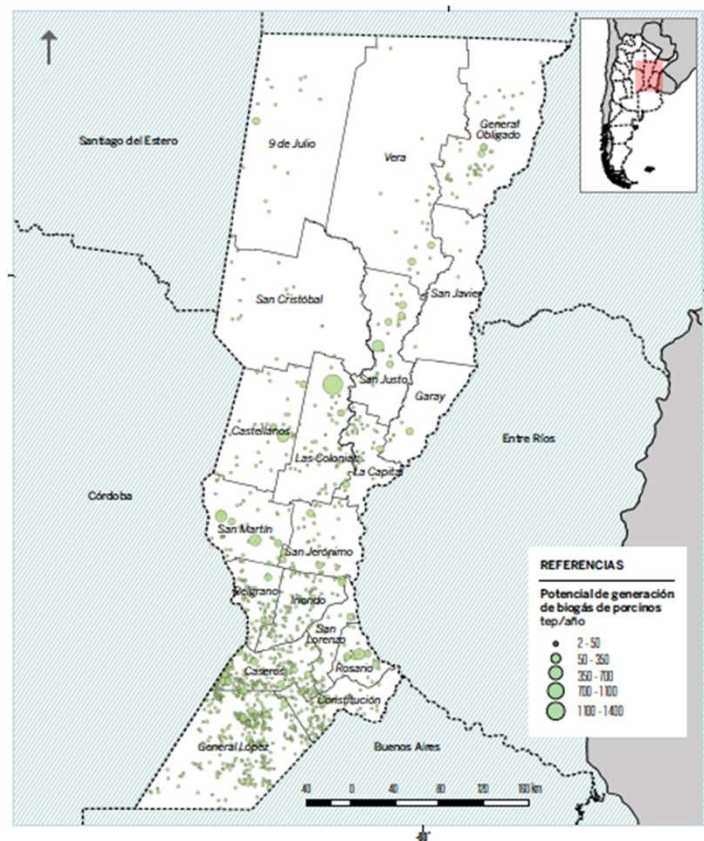 Santiago del Estero
9 de Julio
Vera
General
Obligado
San Cristóbal
San Javier
San Justo
Garay
Castellanos
Las Colonias
La Capital
Entre Ríos
Córdoba
San Martín
San Jerónimo
Belgrano
Iriondo
San
Lorenzo
Caseros
Rosario
Constitución
General López
Buenos Aires
REFERENCIAS
Potencial de generación
de biogás de porcinos
tep/año
2 - 50
50 - 350
350 - 700
700 - 1100
1100 - 1400
40 0 40 80 120 160 km
-60°